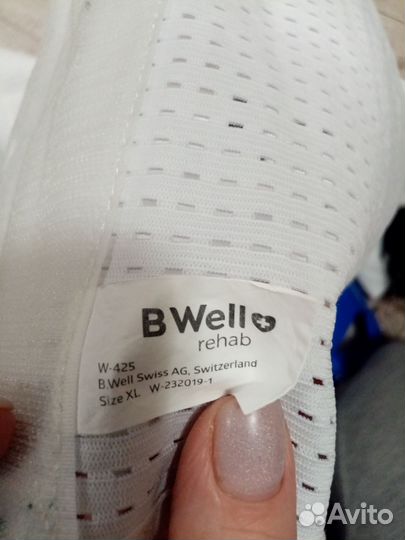 B.Well
rehab
W-425
B.Well Swiss AG, Switzerland
Size XL W-232019-1
Avito